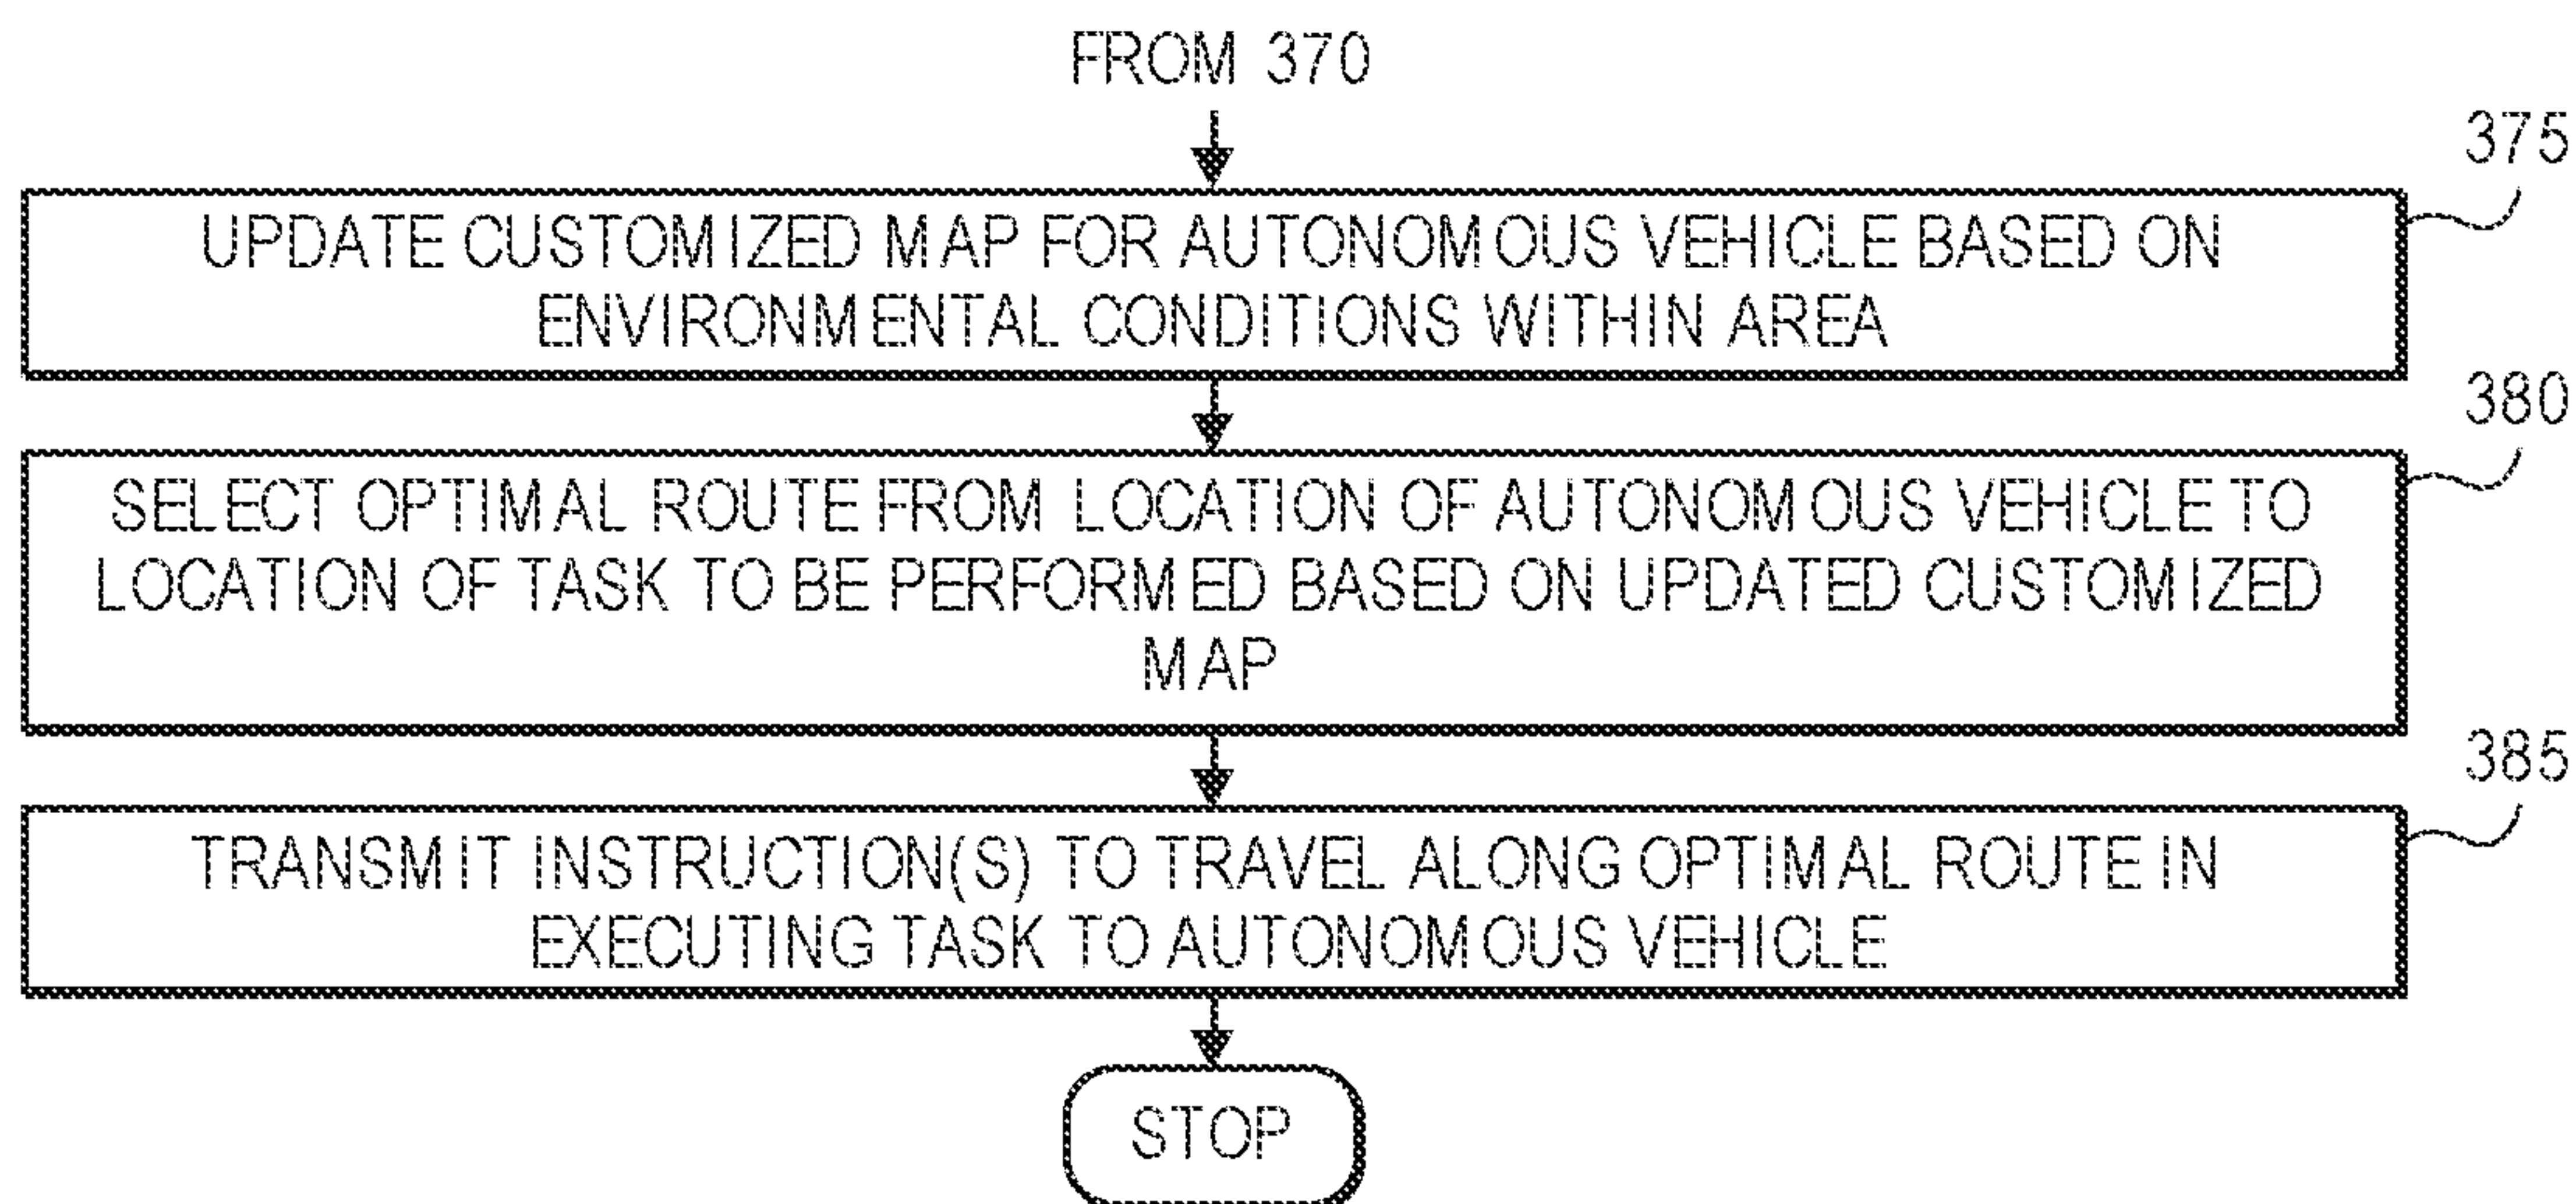 FROM 370
375
UPDATE CUSTOMIZED MAP FOR AUTONOMOUS VEHICLE BASED ON
ENVIRONMENTAL CONDITIONS WITHIN AREA
380
SELECT OPTIMAL ROUTE FROM LOCATION OF AUTONOMOUS VEHICLE TO
LOCATION OF TASK TO BE PERFORMED BASED ON UPDATED CUSTOMIZED
MAP
385
TRANSMIT INSTRUCTION(S) TO TRAVEL ALONG OPTIMAL ROUTE IN
EXECUTING TASK TO AUTONOMOUS VEHICLE
STOP